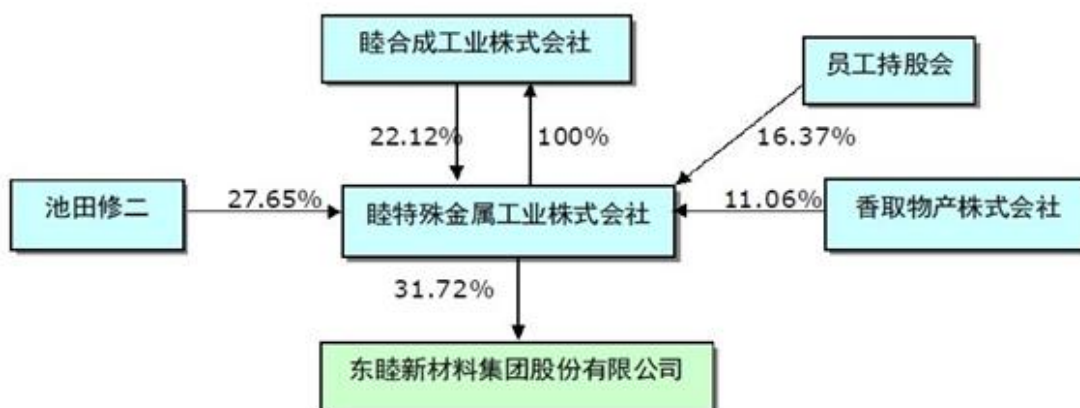 睦合成工业株式会社
员工持股会
22.12%
100%
16.37%
池田修二
27.65%
睦特殊金属工业株式会社
11.06%
香取物产株式会社
31.72%
东睦新材料集团股份有限公司